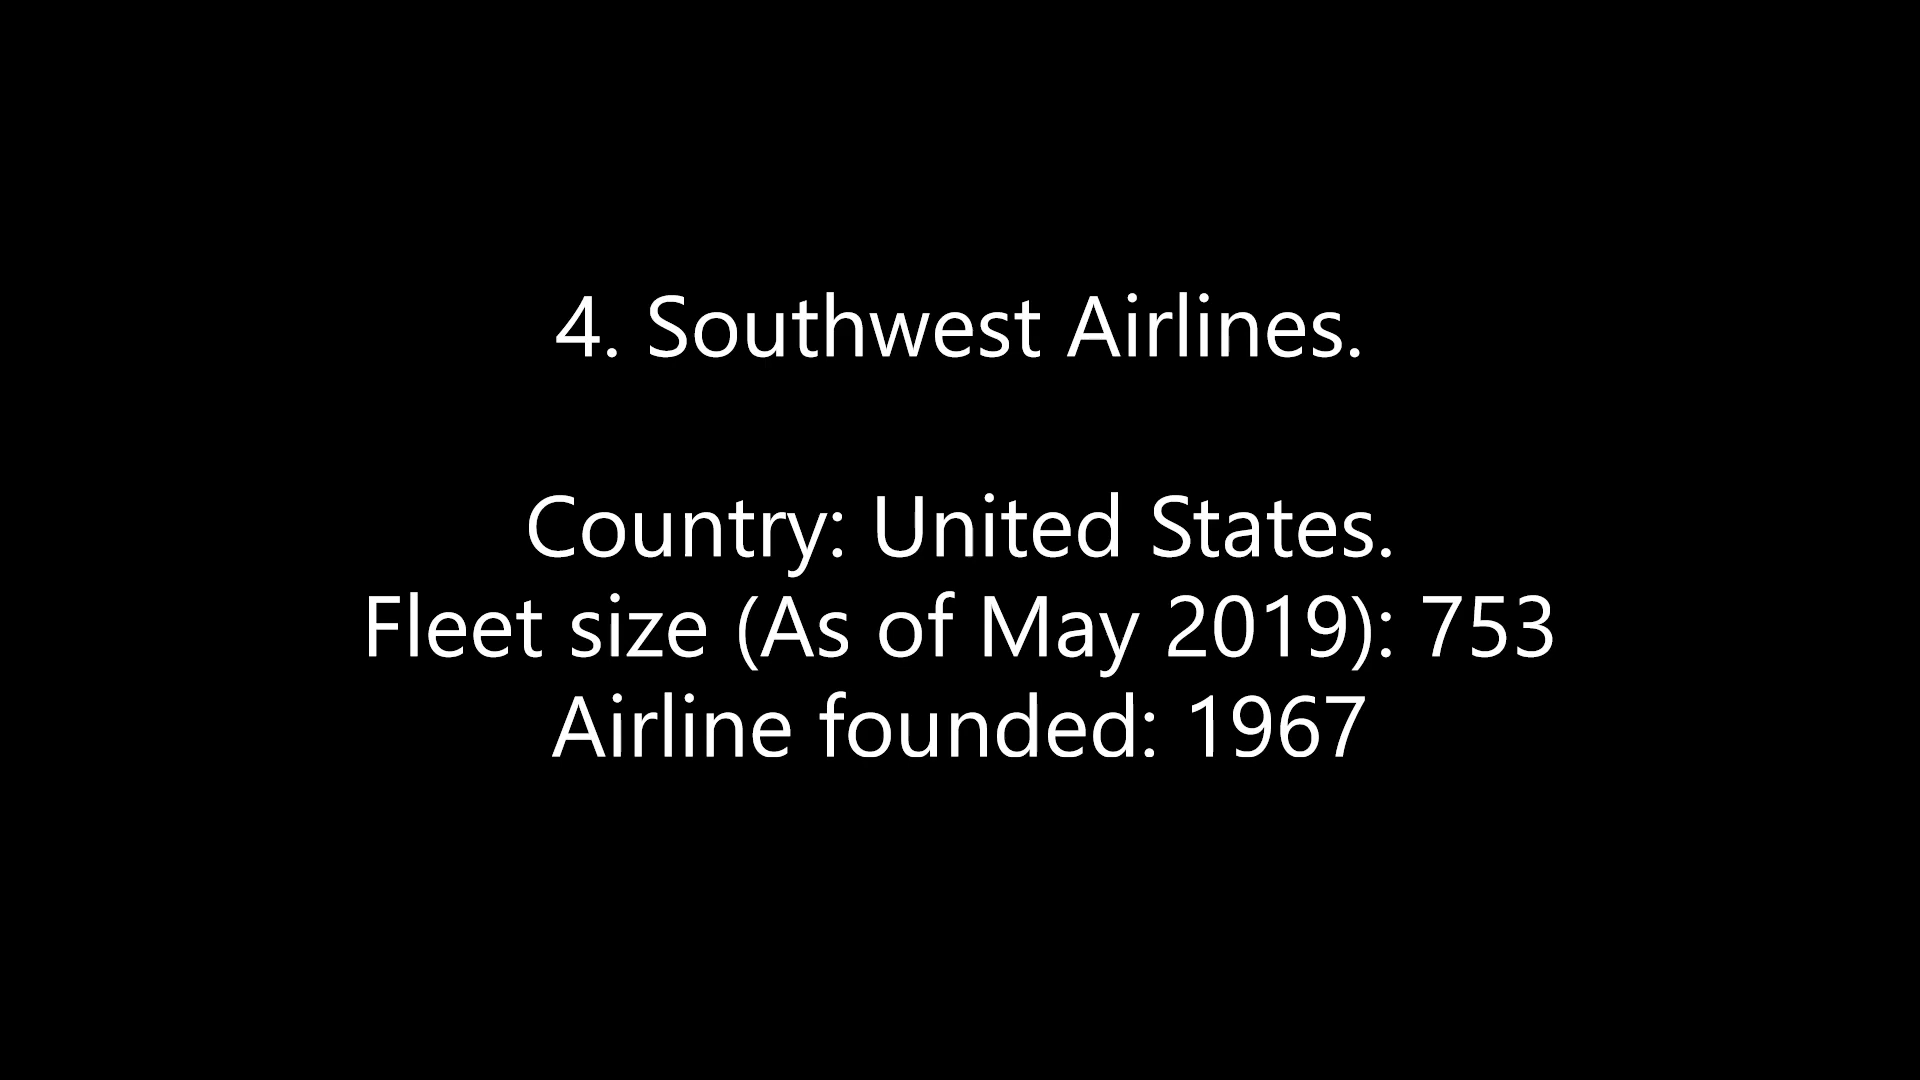 4. Southwest Airlines.
Country: United States.
Fleet size (As of May 2019): 753
Airline founded: 1967